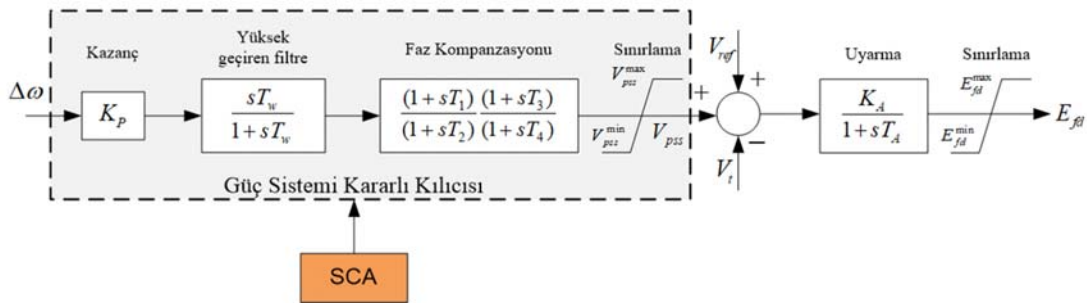 Kazanç
Yüksek
geçiren filtre
Faz Kompanzasyonu
Sınırlama
Uyarma
Sınırlama
Δω
K_P
sT_w
1 + sT_w
(1 + sT_1) (1 + sT_3)
(1 + sT_2) (1 + sT_4)
V_pss^max
V_pss^min
V_pss
V_ref
+
+
−
V_t
K_A
1 + sT_A
E_fd^max
E_fd^min
E_fd
Güç Sistemi Kararlı Kılıcısı
SCA